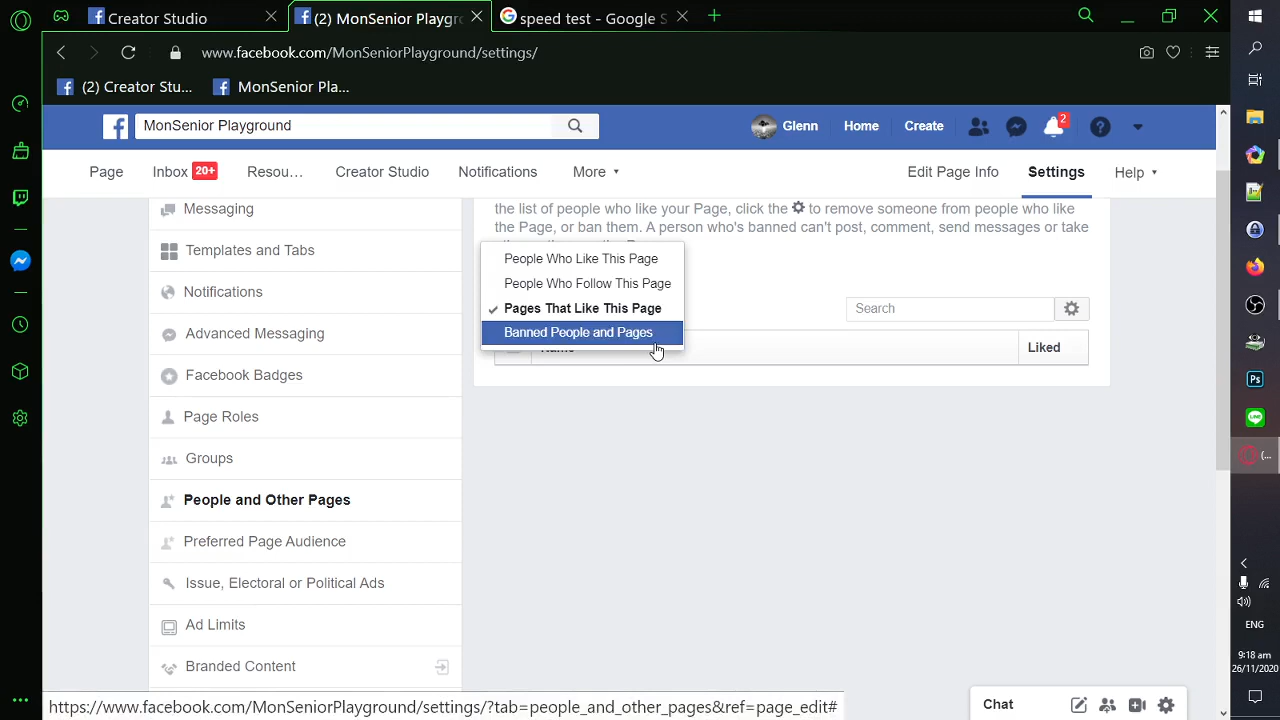 Creator Studio
(2) MonSenior Playgr
speed test - Google S
www.facebook.com/MonSeniorPlayground/settings/
(2) Creator Stu...
MonSenior Pla...
MonSenior Playground
Glenn
Home
Create
2
Page
Inbox 20+
Resou...
Creator Studio
Notifications
More
Edit Page Info
Settings
Help
Messaging
Templates and Tabs
Notifications
Advanced Messaging
Facebook Badges
Page Roles
Groups
People and Other Pages
Preferred Page Audience
Issue, Electoral or Political Ads
Ad Limits
Branded Content
the list of people who like your Page, click the to remove someone from people who like
the Page, or ban them. A person who's banned can't post, comment, send messages or take
People Who Like This Page
People Who Follow This Page
Pages That Like This Page
Banned People and Pages
Search
Name
Liked
Chat
https://www.facebook.com/MonSeniorPlayground/settings/?tab=people_and_other_pages&ref=page_edit#
Ps
(...
ENG
9:18 am
26/11/2020